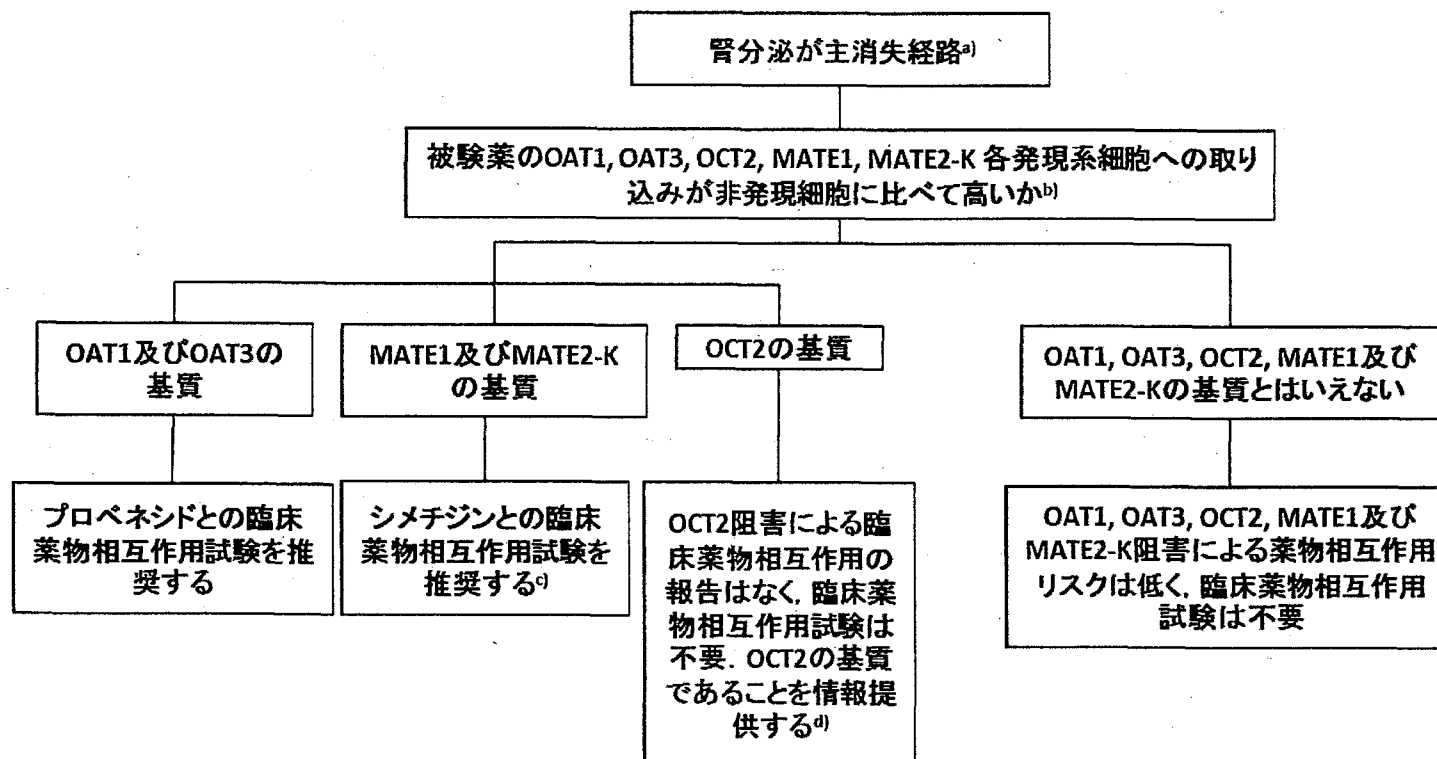 腎分泌が主消失経路a)
被験薬のOAT1, OAT3, OCT2, MATE1, MATE2-K 各発現系細胞への取り
込みが非発現細胞に比べて高いかb)
OAT1及びOAT3の
基質
MATE1及びMATE2-K
の基質
OCT2の基質
OAT1, OAT3, OCT2, MATE1及び
MATE2-Kの基質とはいえない
プロベネシドとの臨床
薬物相互作用試験を推
奨する
シメチジンとの臨床
薬物相互作用試験を
推奨するc)
OCT2阻害による臨
床薬物相互作用の
報告はなく, 臨床薬
物相互作用試験は
不要. OCT2の基質
であることを情報提
供するd)
OAT1, OAT3, OCT2, MATE1及び
MATE2-K阻害による薬物相互作用
リスクは低く, 臨床薬物相互作用
試験は不要